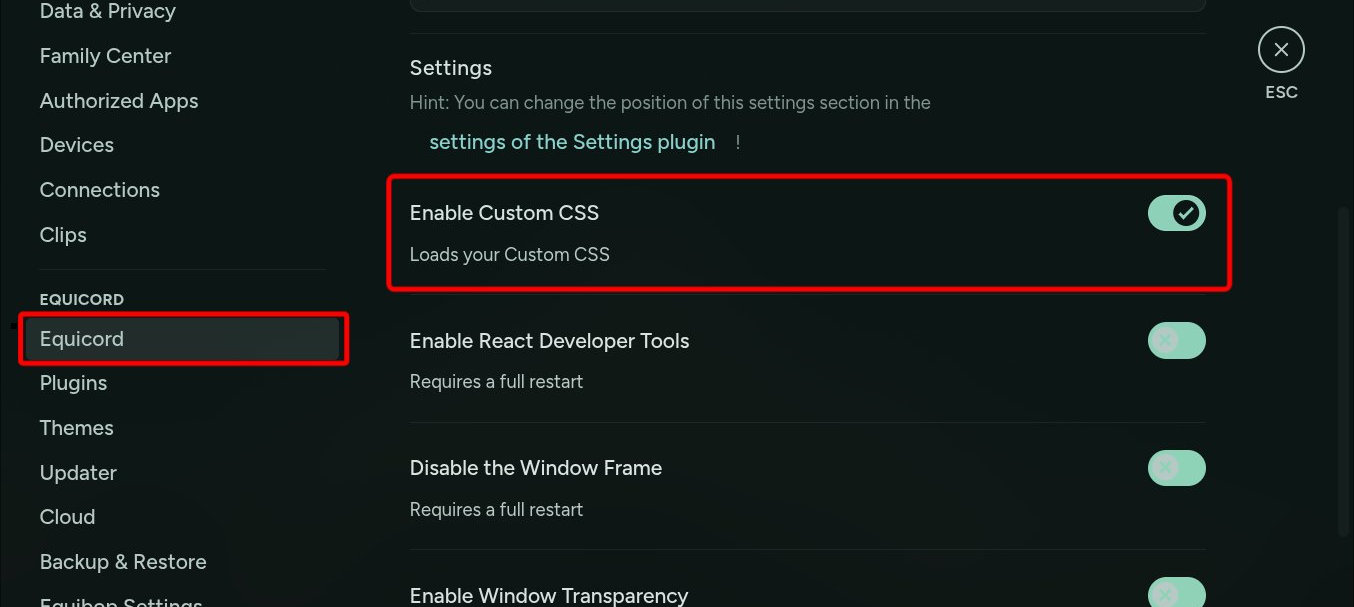 Data & Privacy
Family Center
Authorized Apps
Devices
Connections
Clips
EQUICORD
Equicord
Plugins
Themes
Updater
Cloud
Backup & Restore
Equibop Settings
Settings
Hint: You can change the position of this settings section in the
settings of the Settings plugin !
Enable Custom CSS
Loads your Custom CSS
Enable React Developer Tools
Requires a full restart
Disable the Window Frame
Requires a full restart
Enable Window Transparency
ESC